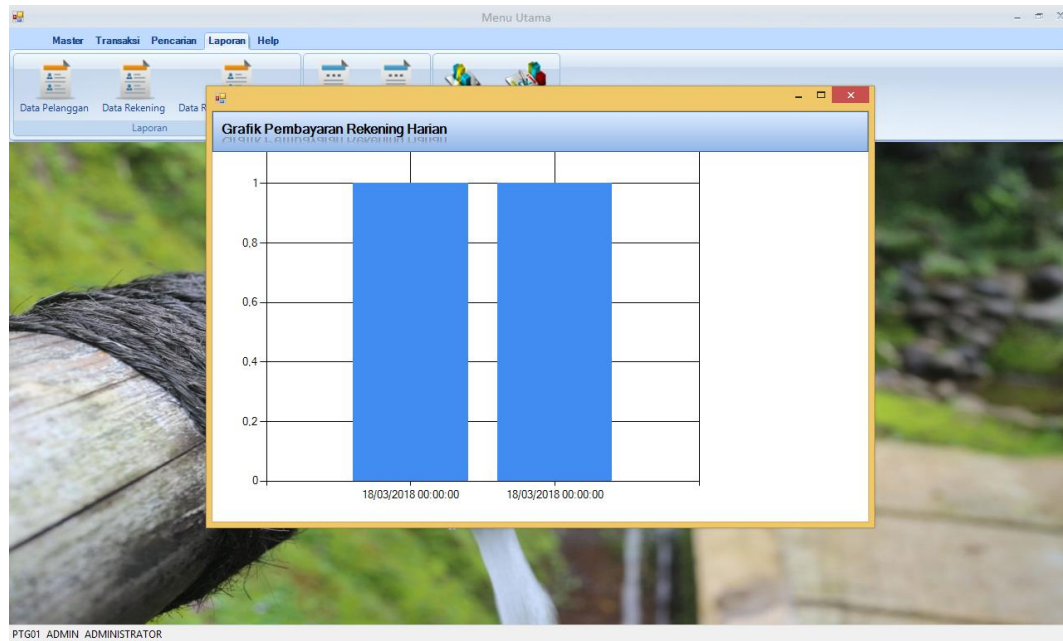 Menu Utama
Master Transaksi Pencarian Laporan Help
Data Pelanggan Data Rekening Data R
Laporan
Grafik Pembayaran Rekening Harian
1
0.8
0.6
0.4
0.2
0
18/03/2018 00:00:00 18/03/2018 00:00:00
PTG01 ADMIN ADMINISTRATOR